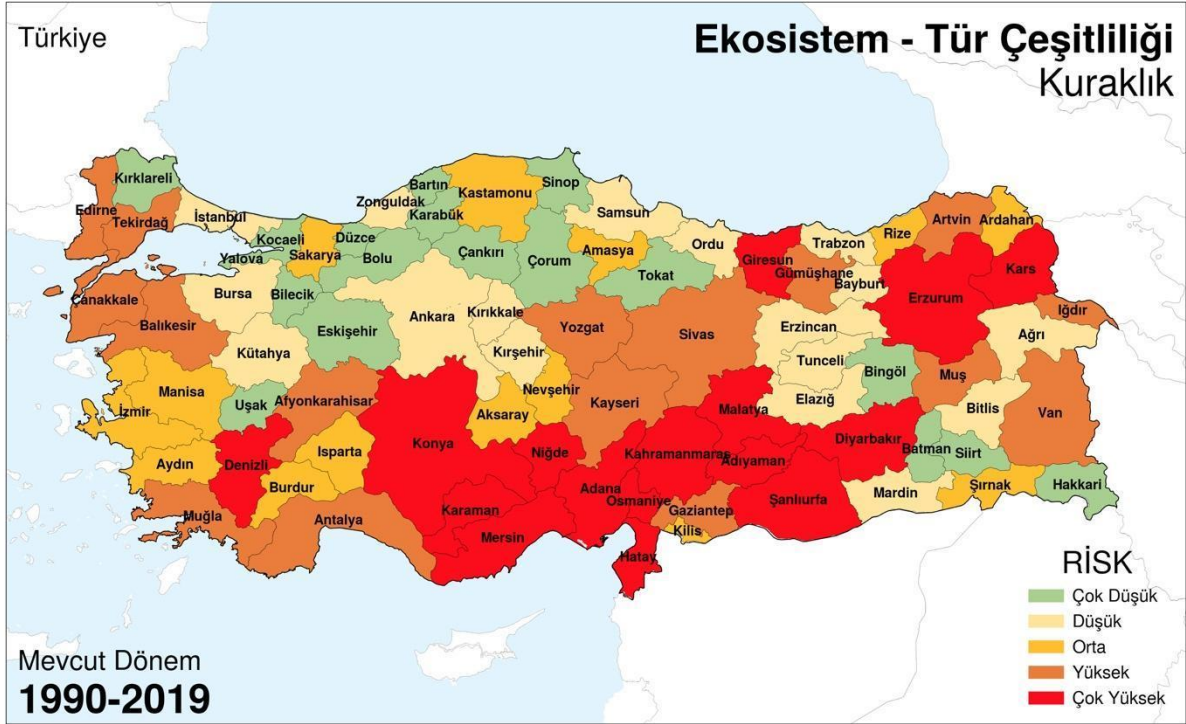 Türkiye
Ekosistem - Tür Çeşitliliği
Kuraklık
Kırklareli
Edirne
Tekirdağ
İstanbul
Zonguldak
Bartın
Karabük
Kastamonu
Sinop
Samsun
Ordu
Giresun
Trabzon
Rize
Artvin
Ardahan
Kocaeli
Yalova
Sakarya
Düzce
Bolu
Çankırı
Çorum
Amasya
Tokat
Gümüşhane
Bayburt
Erzurum
Kars
Iğdır
Çanakkale
Balıkesir
Bursa
Bilecik
Eskişehir
Ankara
Kırıkkale
Yozgat
Sivas
Erzincan
Ağrı
Kütahya
Kırşehir
Tunceli
Bingöl
Muş
Manisa
İzmir
Uşak
Afyonkarahisar
Aksaray
Nevşehir
Kayseri
Malatya
Elazığ
Bitlis
Van
Aydın
Denizli
Isparta
Burdur
Konya
Niğde
Kahramanmaraş
Adıyaman
Diyarbakır
Batman
Siirt
Muğla
Antalya
Karaman
Mersin
Adana
Osmaniye
Gaziantep
Şanlıurfa
Mardin
Şırnak
Hakkari
Kilis
Hatay
RİSK
Çok Düşük
Düşük
Orta
Yüksek
Çok Yüksek
Mevcut Dönem
1990-2019